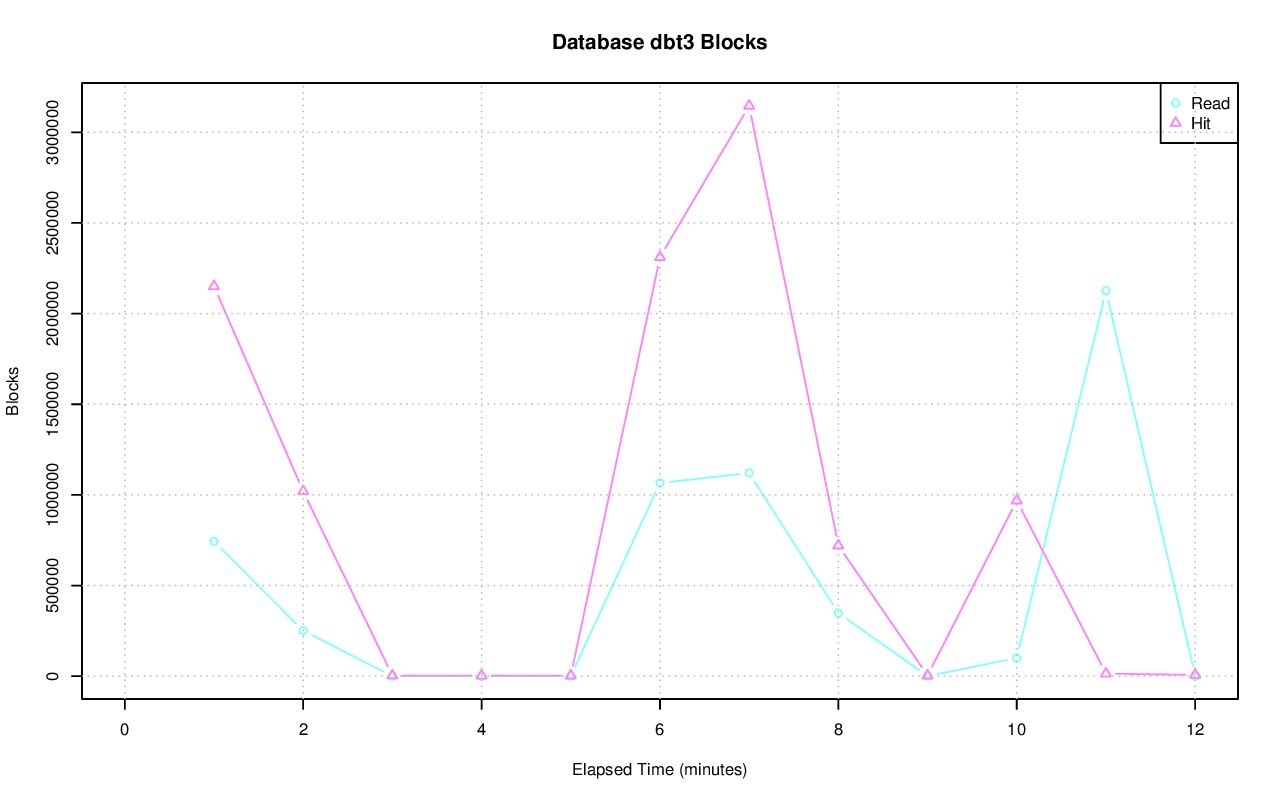 Database dbt3 Blocks
Read
Hit
3000000
2500000
2000000
1500000
1000000
500000
0
Blocks
0 2 4 6 8 10 12
Elapsed Time (minutes)